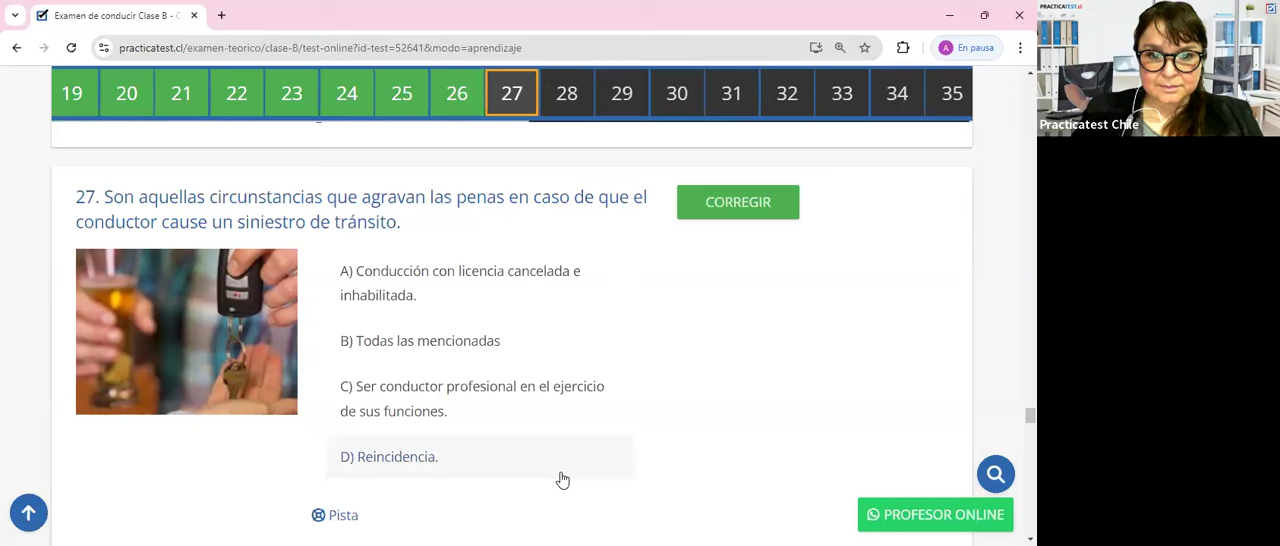 Examen de conducir Clase B - C
practicatest.cl/examen-teorico/clase-B/test-online?id-test=52641&modo=aprendizaje
A En pausa
PRACTICATEST.cl
Practicatest Chile
19 20 21 22 23 24 25 26 27 28 29 30 31 32 33 34 35
27. Son aquellas circunstancias que agravan las penas en caso de que el
conductor cause un siniestro de tránsito.
CORREGIR
A) Conducción con licencia cancelada e
inhabilitada.
B) Todas las mencionadas
C) Ser conductor profesional en el ejercicio
de sus funciones.
D) Reincidencia.
Pista
PROFESOR ONLINE